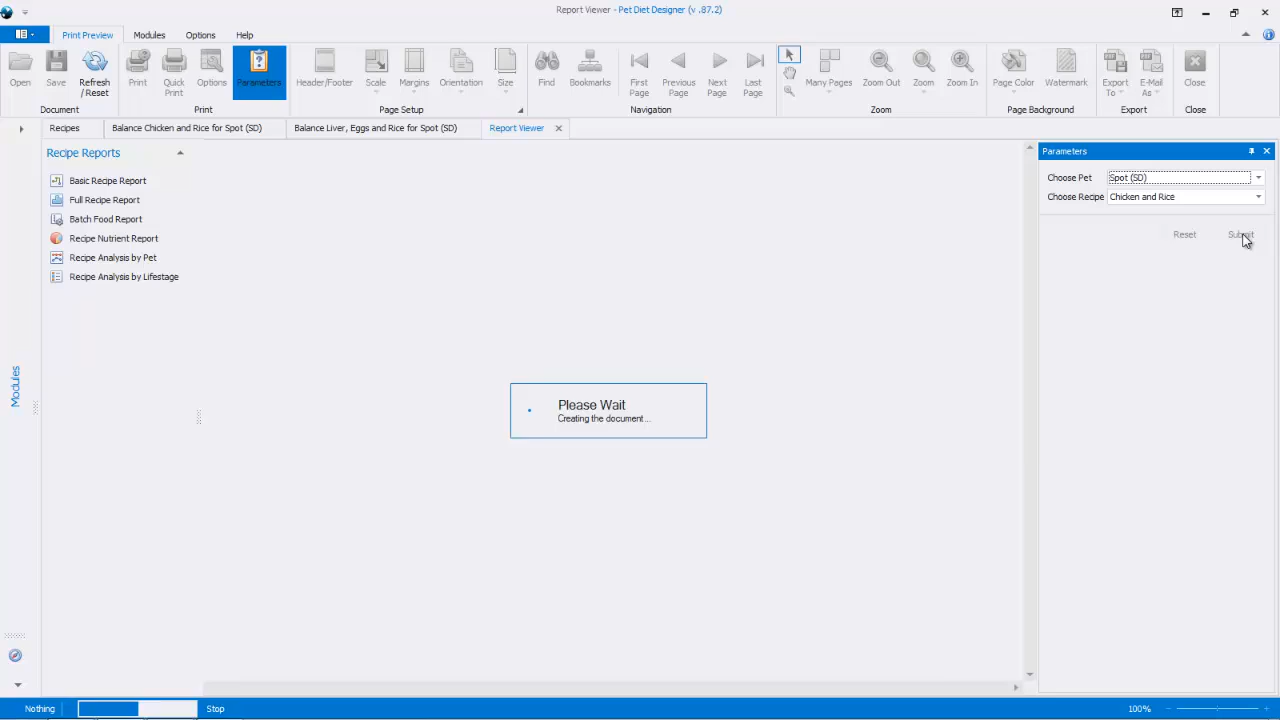 Report Viewer - Pet Diet Designer (v .87.2)
Print Preview Modules Options Help
Open Save Refresh / Reset Print Quick Print Options Parameters Header/Footer Scale Margins Orientation Size Find Bookmarks First Page Previous Page Next Page Last Page Many Pages Zoom Out Zoom Zoom In Page Color Watermark Export To E-Mail As Close
Document Print Page Setup Navigation Zoom Page Background Export Close
Recipes Balance Chicken and Rice for Spot (SD) Balance Liver, Eggs and Rice for Spot (SD) Report Viewer
Recipe Reports
Basic Recipe Report
Full Recipe Report
Batch Food Report
Recipe Nutrient Report
Recipe Analysis by Pet
Recipe Analysis by Lifestage
Modules
Please Wait
Creating the document...
Parameters
Choose Pet Spot (SD)
Choose Recipe Chicken and Rice
Reset Submit
Nothing Stop 100%